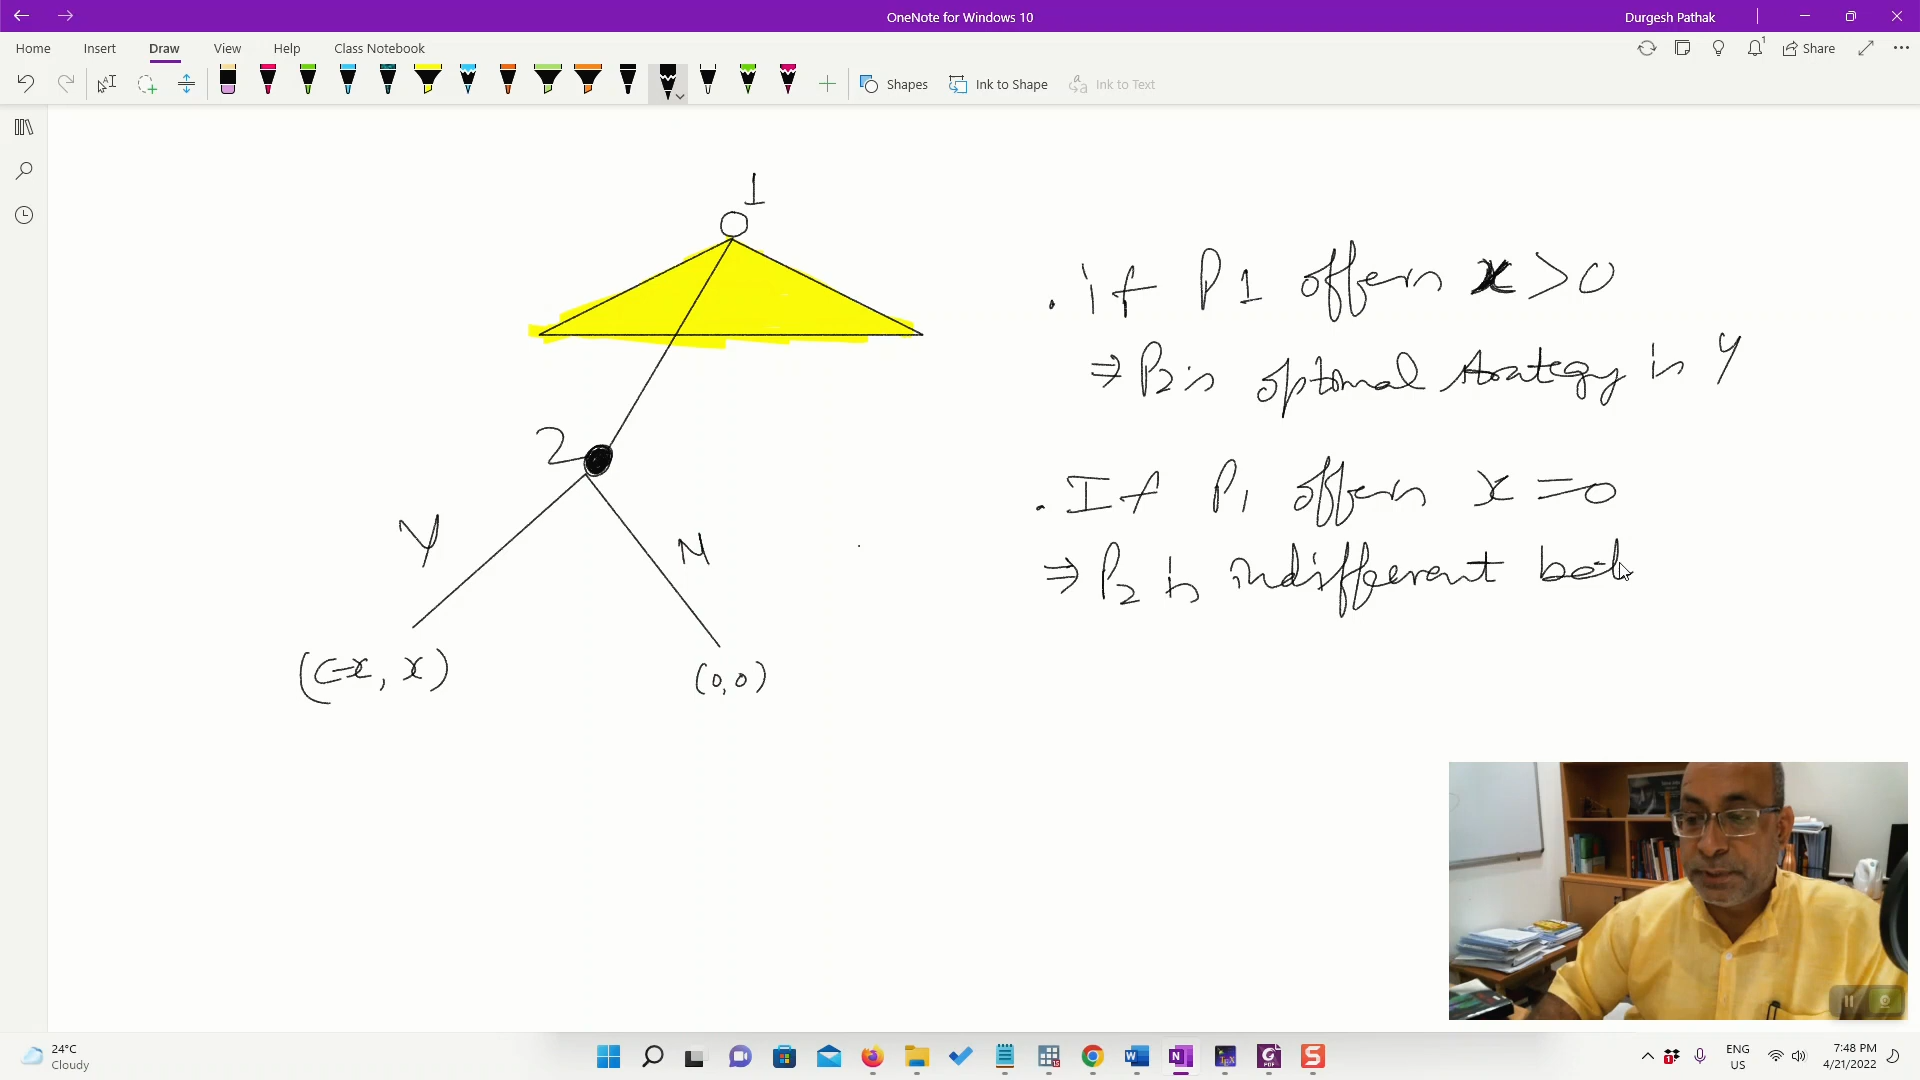 OneNote for Windows 10
Durgesh Pathak
Home Insert Draw View Help Class Notebook
Share
Shapes
Ink to Shape
Ink to Text
1
2
Y
N
(c-x, x)
(0,0)
. if P1 offers x > 0
⇒ P2's optimal strategy is Y
. If P1 offers x = 0
⇒ P2 is indifferent bet
24°C
Cloudy
ENG
US
7:48 PM
4/21/2022